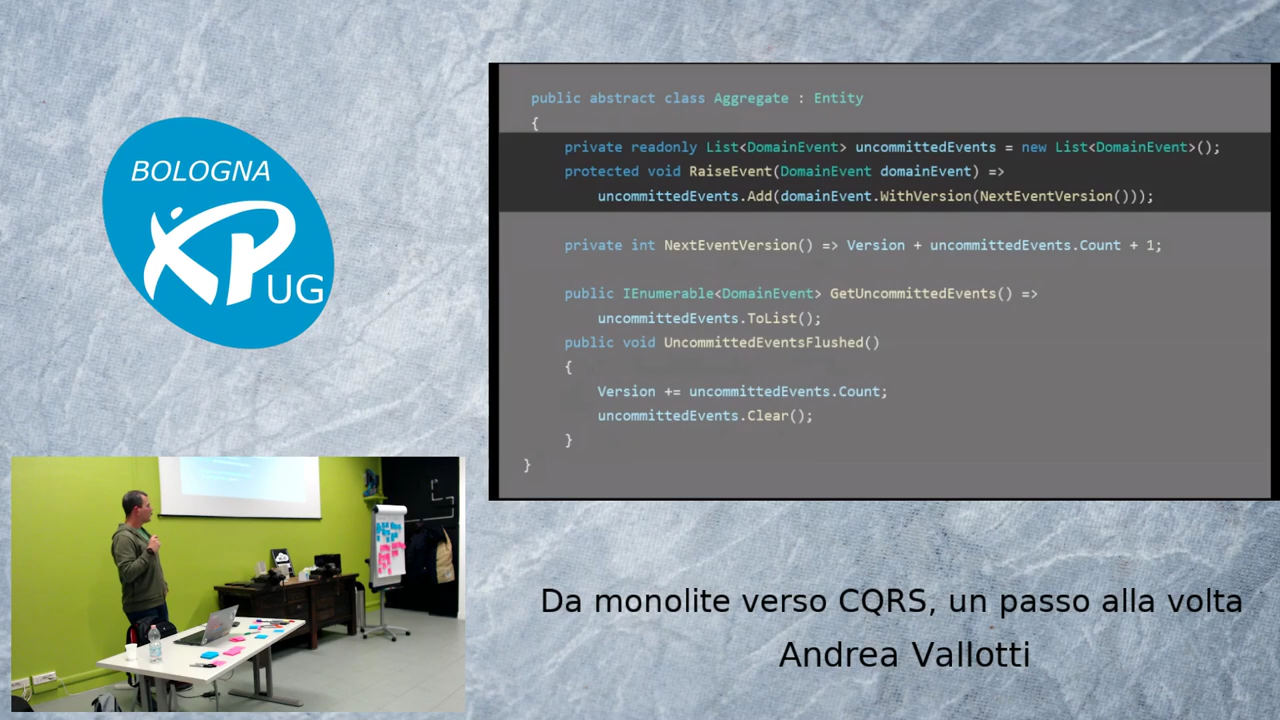 BOLOGNA
XP
UG
public abstract class Aggregate : Entity
{
private readonly List<DomainEvent> uncommittedEvents = new List<DomainEvent>();
protected void RaiseEvent(DomainEvent domainEvent) =>
uncommittedEvents.Add(domainEvent.WithVersion(NextEventVersion()));
private int NextEventVersion() => Version + uncommittedEvents.Count + 1;
public IEnumerable<DomainEvent> GetUncommittedEvents() =>
uncommittedEvents.ToList();
public void UncommittedEventsFlushed()
{
Version += uncommittedEvents.Count;
uncommittedEvents.Clear();
}
}
Da monolite verso CQRS, un passo alla volta
Andrea Vallotti